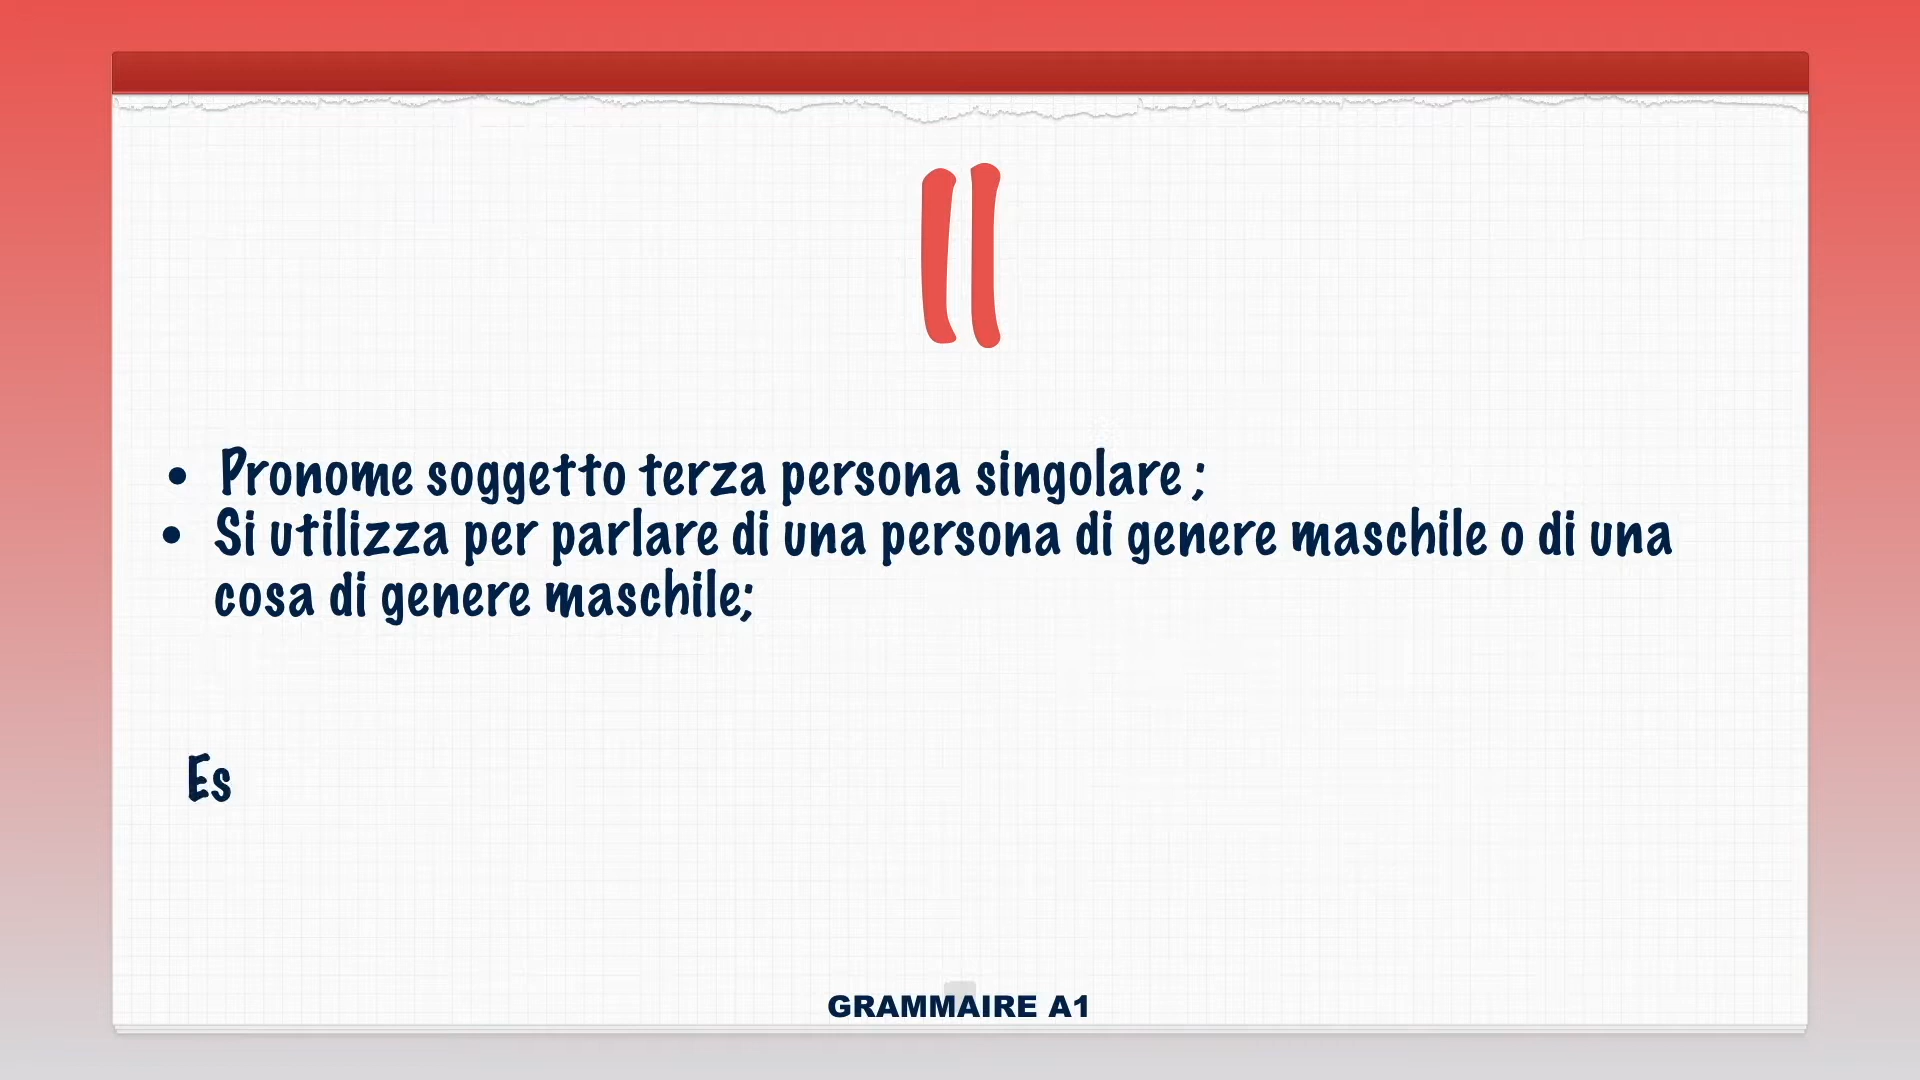 Il
• Pronome soggetto terza persona singolare ;
• Si utilizza per parlare di una persona di genere maschile o di una
cosa di genere maschile;
Es
GRAMMAIRE A1